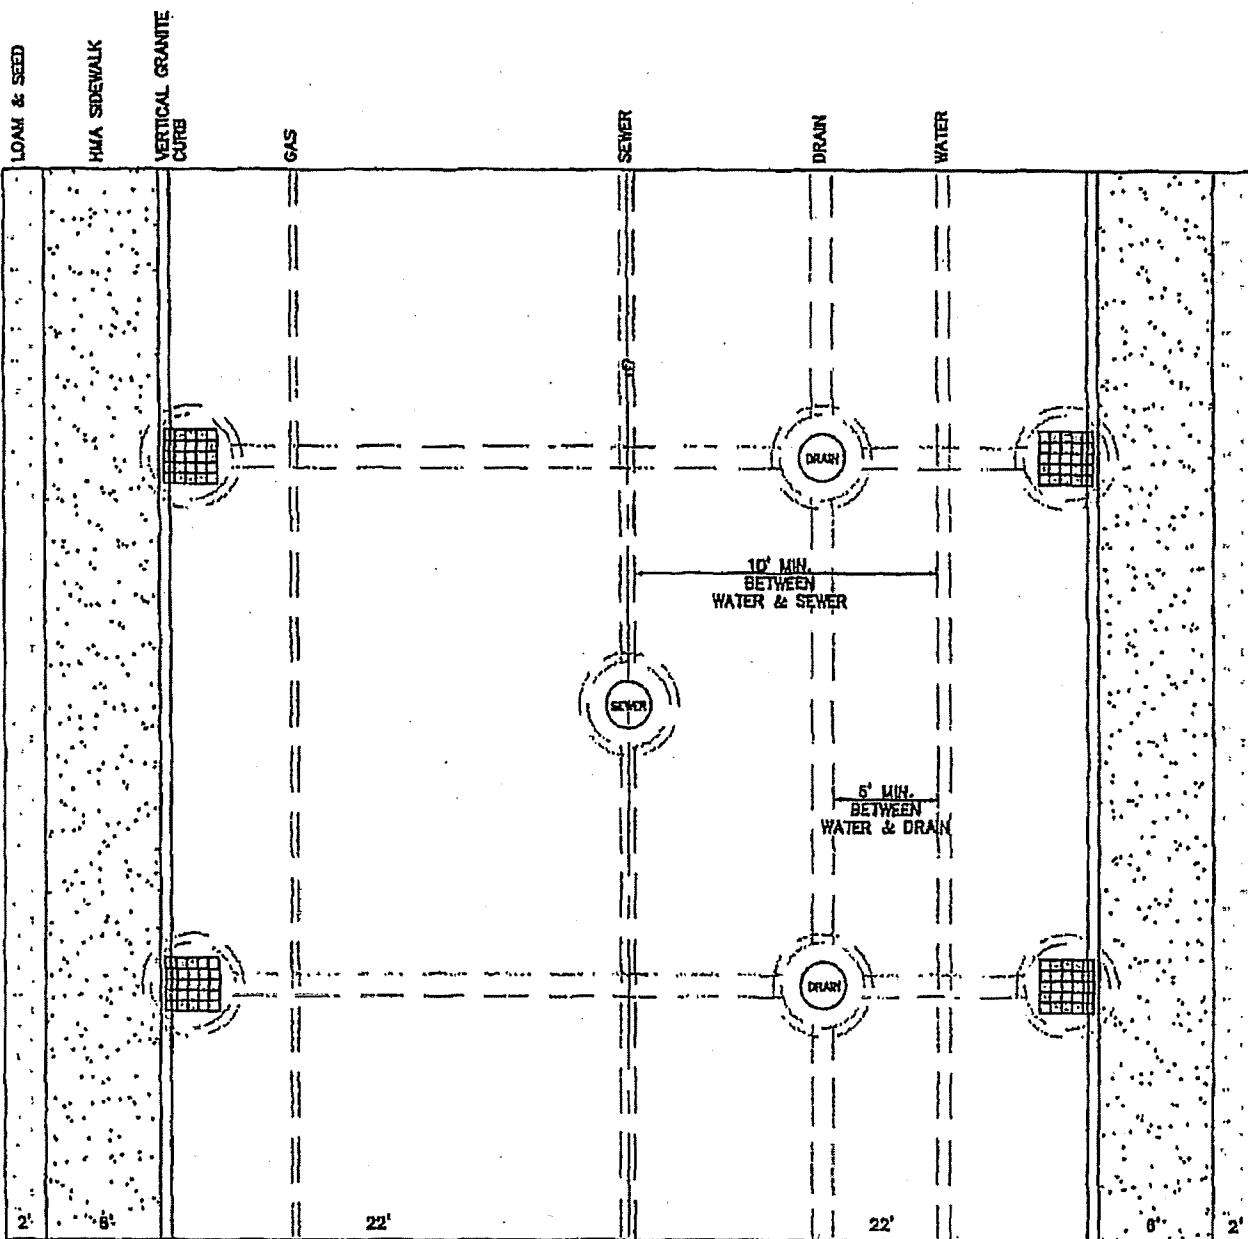 LOAM & SEED
HMA SIDEWALK
VERTICAL GRANITE
CURB
GAS
SEWER
DRAIN
WATER
DRAIN
10' MIN.
BETWEEN
WATER & SEWER
SEWER
5' MIN.
BETWEEN
WATER & DRAIN
DRAIN
2'
6'
22'
22'
6'
2'